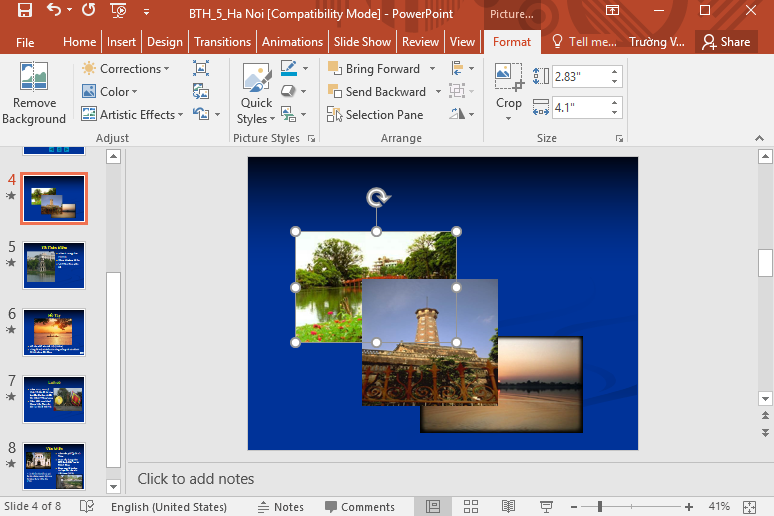 BTH_5_Ha Noi [Compatibility Mode] - PowerPoint
Picture...
File Home Insert Design Transitions Animations Slide Show Review View Format Tell me... Trường V... Share
Remove Background
Corrections
Color
Artistic Effects
Adjust
Quick Styles
Picture Styles
Bring Forward
Send Backward
Selection Pane
Arrange
Crop
2.83"
4.1"
Size
4
5
6
7
8
Click to add notes
Slide 4 of 8 English (United States) Notes Comments 41%